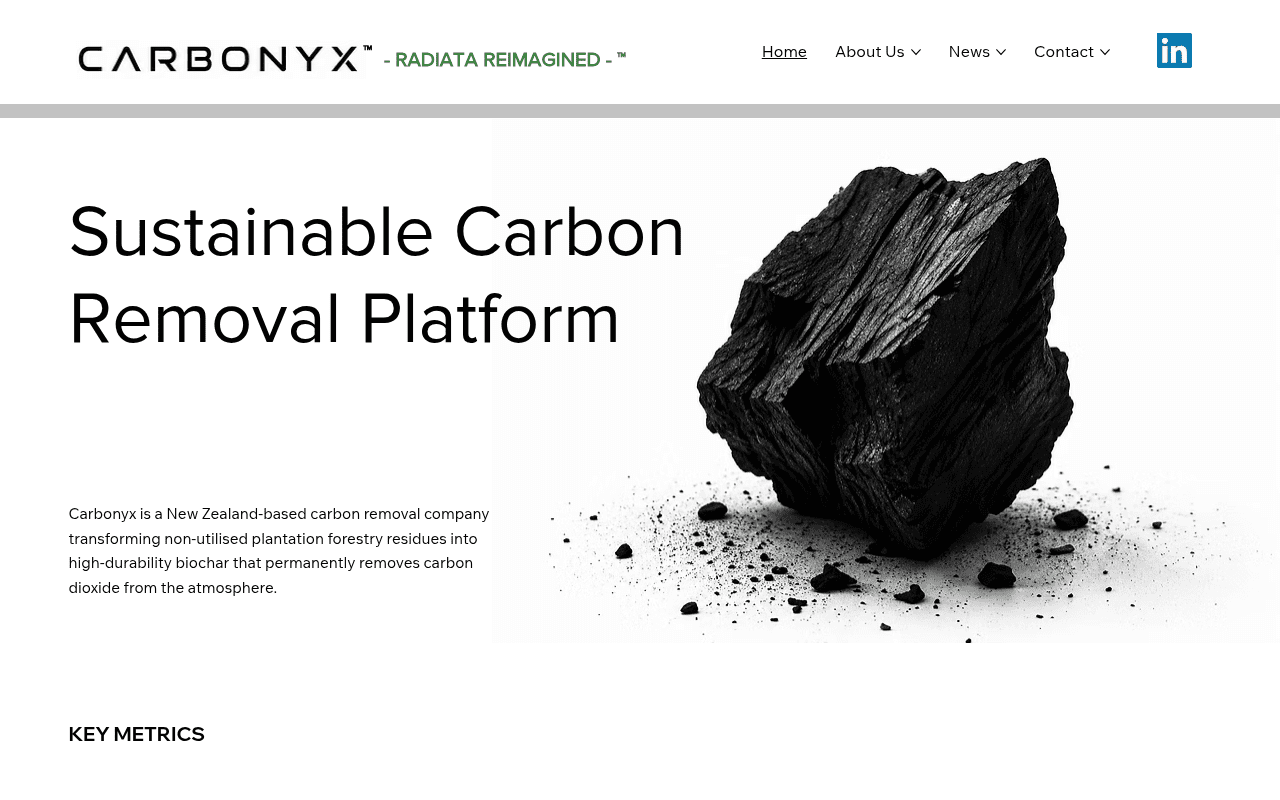 CARBONYX™ - RADIATA REIMAGINED - ™
Home About Us News Contact
in
Sustainable Carbon
Removal Platform
Carbonyx is a New Zealand-based carbon removal company
transforming non-utilised plantation forestry residues into
high-durability biochar that permanently removes carbon
dioxide from the atmosphere.
KEY METRICS